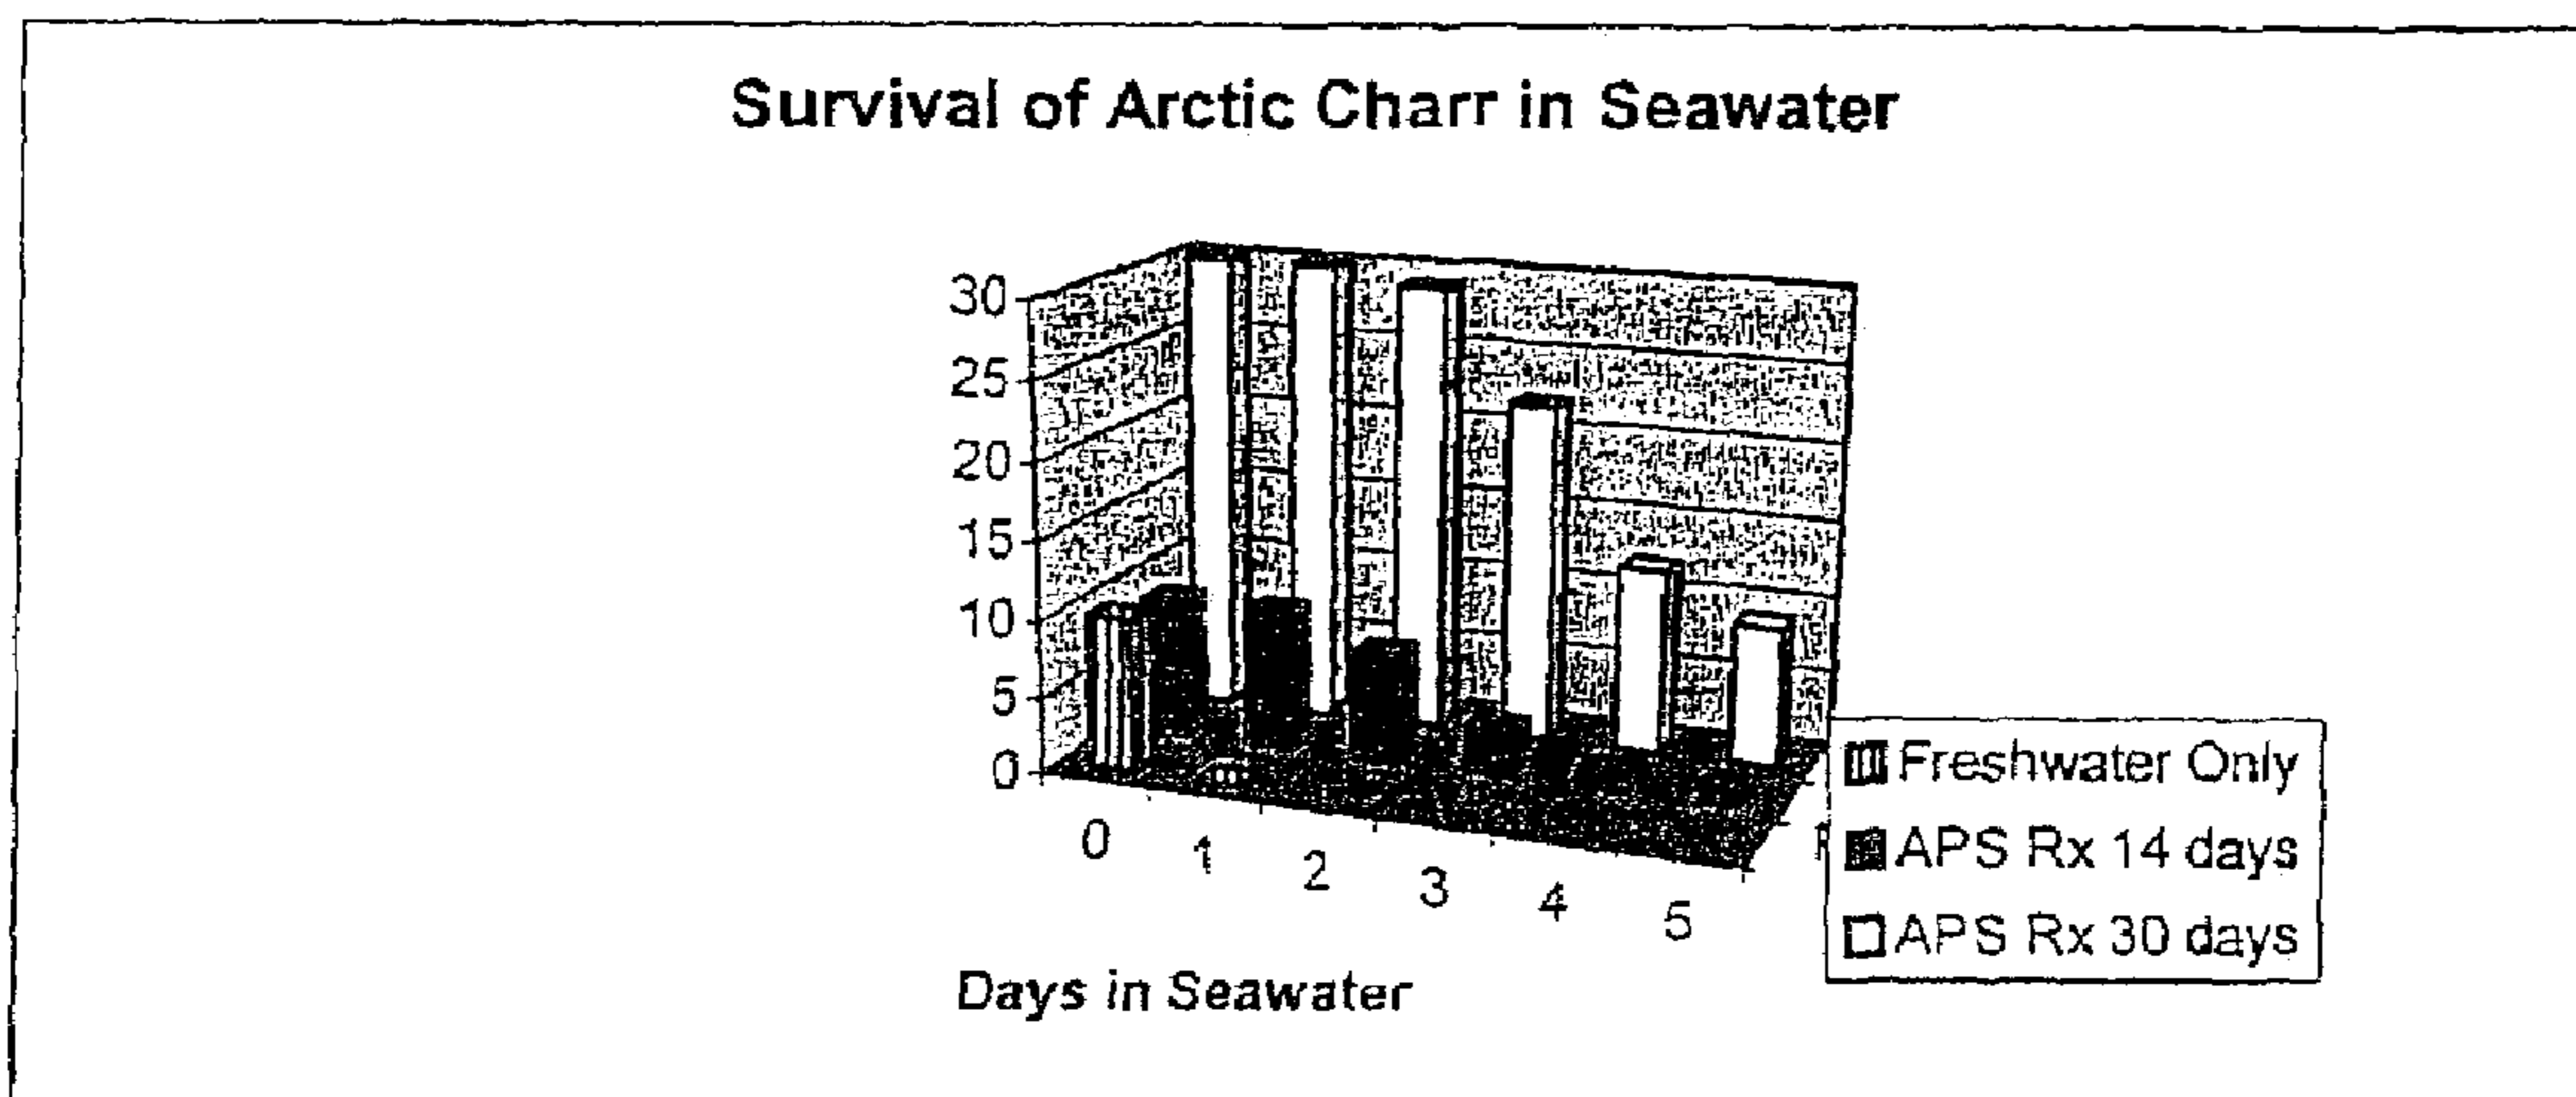 Survival of Arctic Charr in Seawater
30
25
20
15
10
5
0
0 1 2 3 4 5
Days in Seawater
Freshwater Only
APS Rx 14 days
APS Rx 30 days